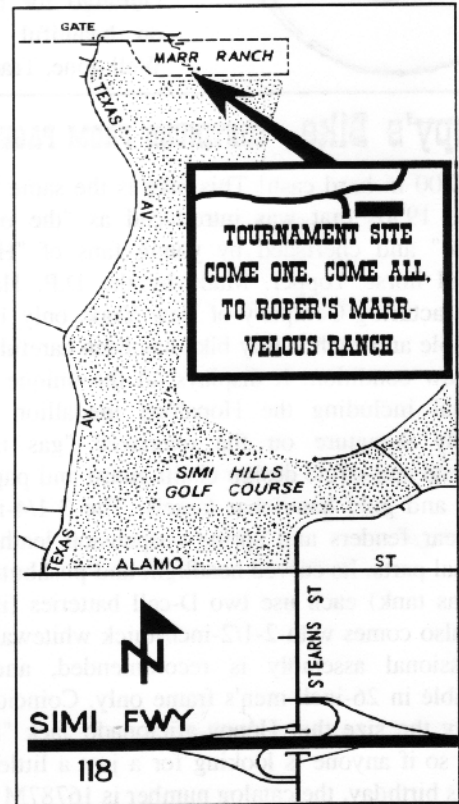 GATE
MARR RANCH
TEXAS
AV
TOURNAMENT SITE
COME ONE, COME ALL,
TO ROPER'S MARR
VELOUS RANCH
AV
SIMI HILLS
GOLF COURSE
TEXAS
ALAMO
ST
STEARNS ST
N
SIMI FWY
118